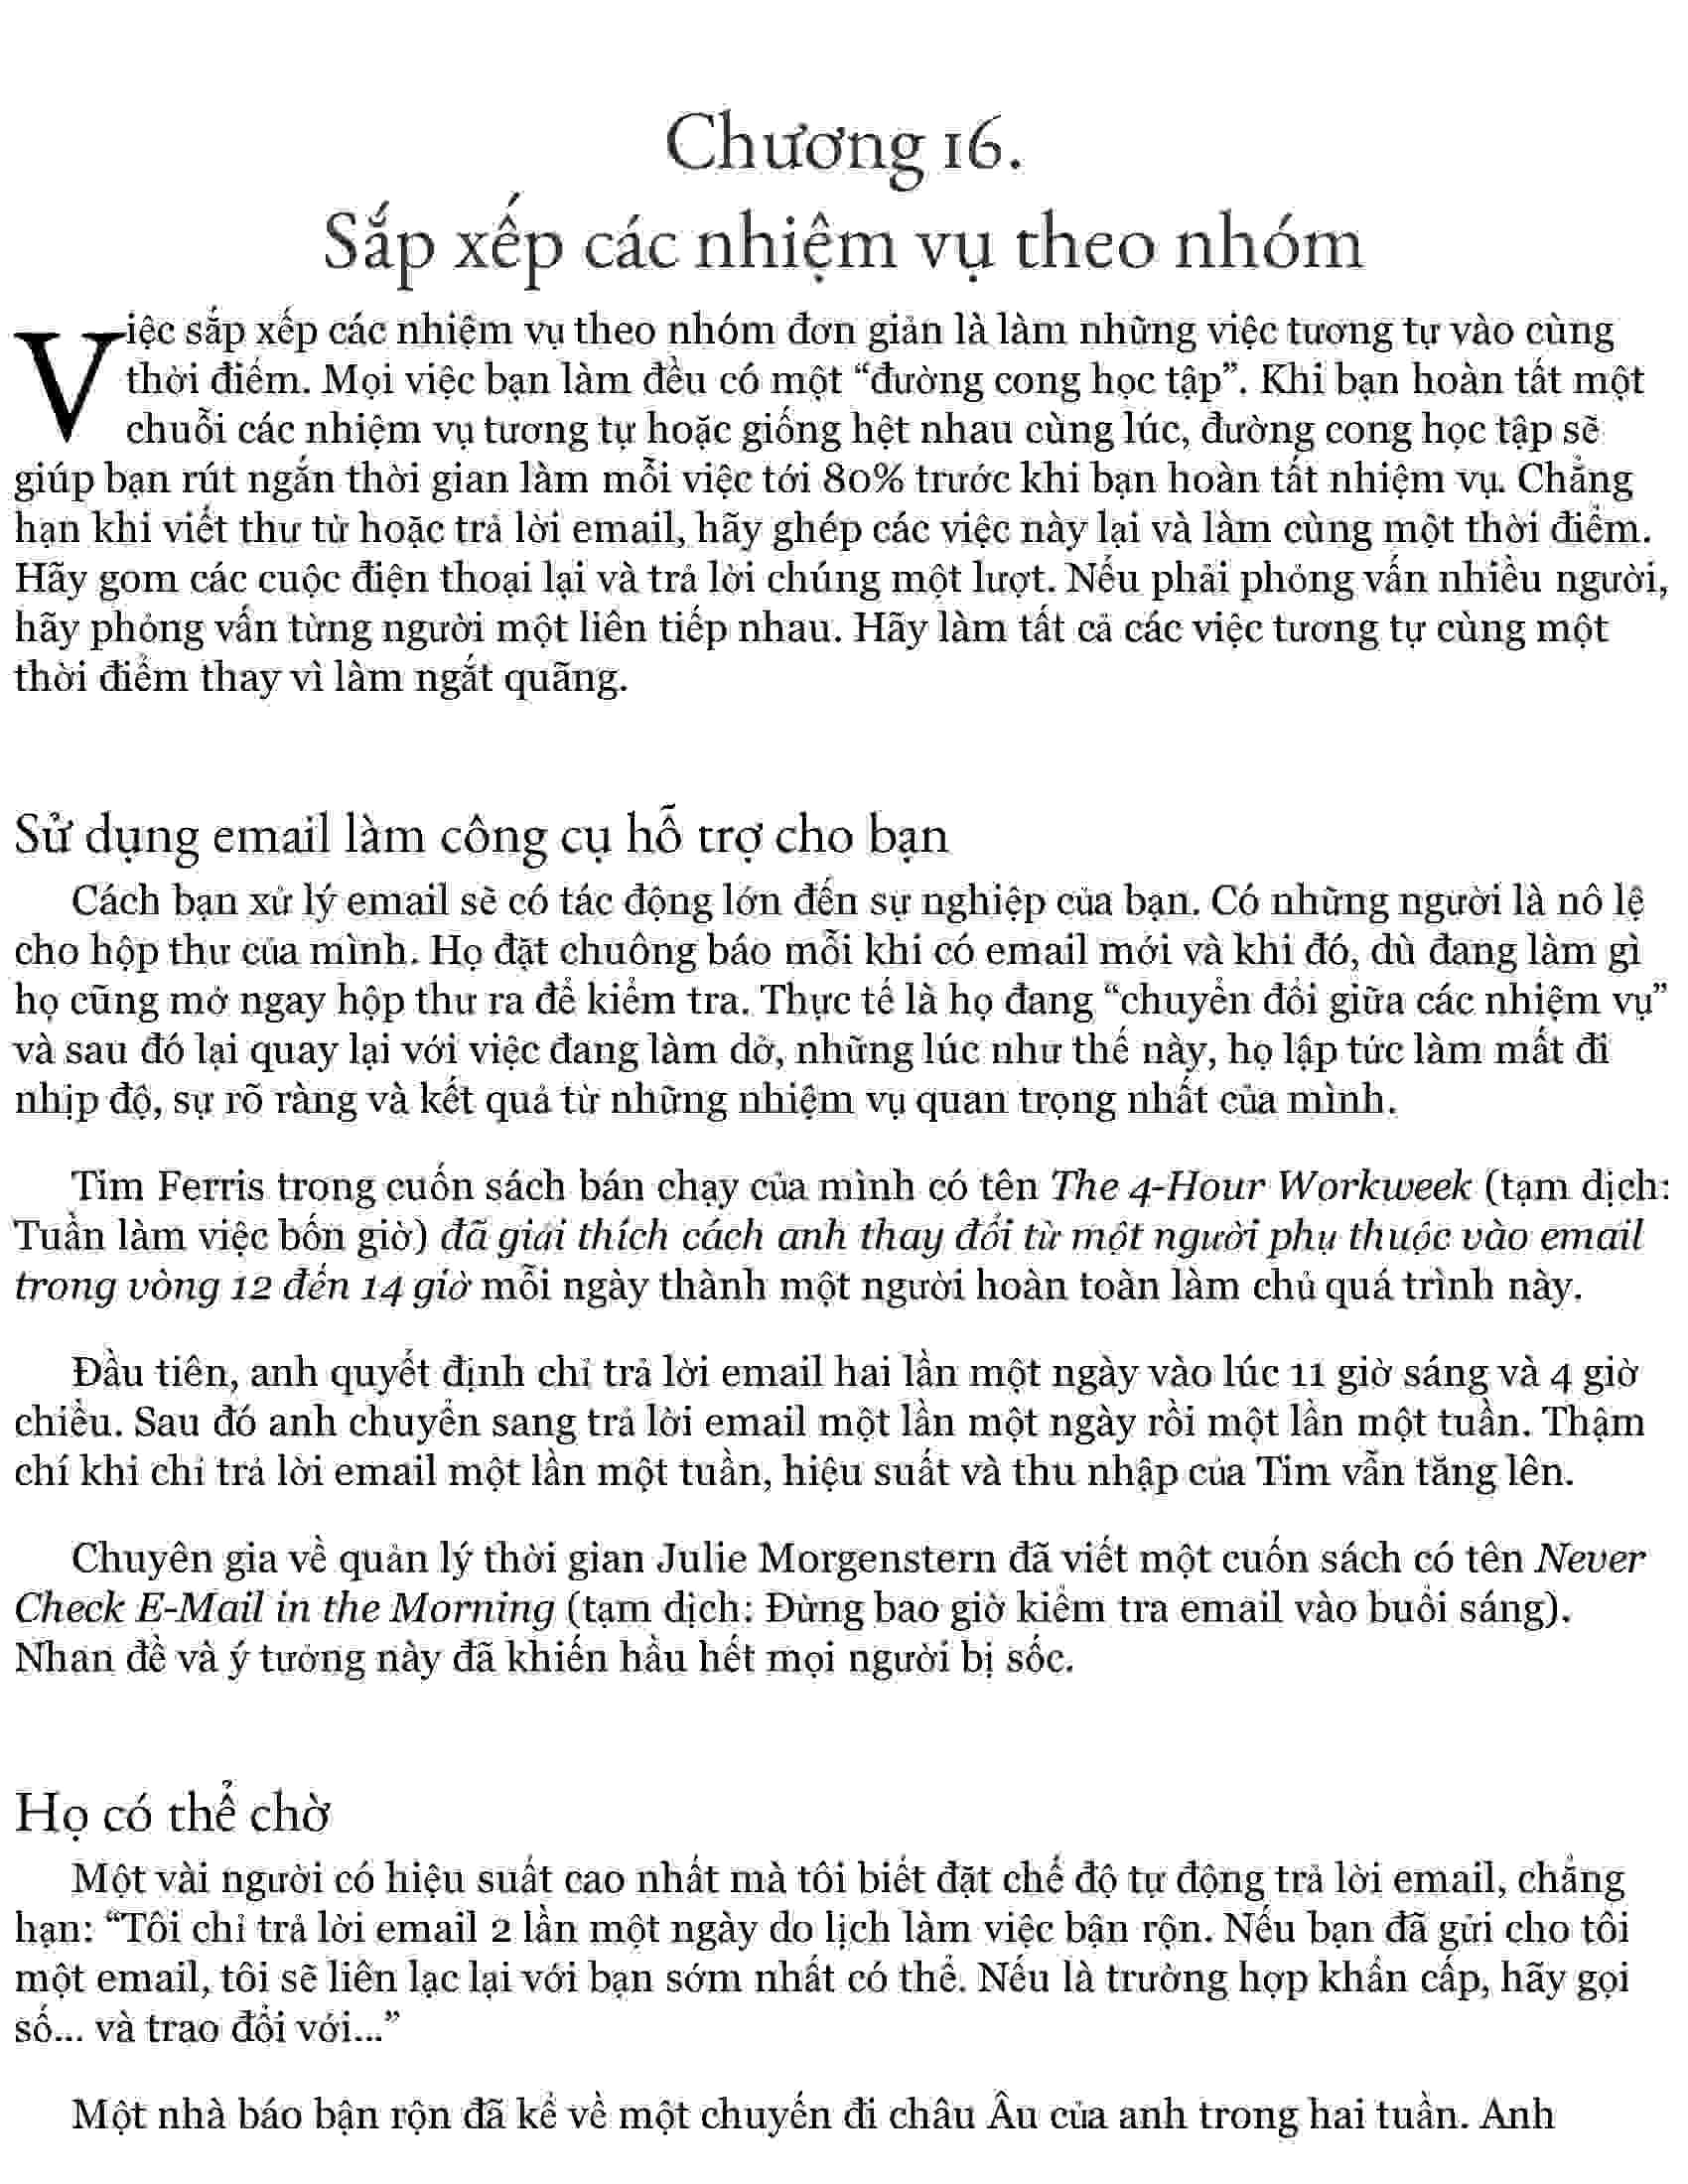 Chương 16.
Sắp xếp các nhiệm vụ theo nhóm
Việc sắp xếp các nhiệm vụ theo nhóm đơn giản là làm những việc tương tự vào cùng
thời điểm. Mọi việc bạn làm đều có một “đường cong học tập”. Khi bạn hoàn tất một
chuỗi các nhiệm vụ tương tự hoặc giống hệt nhau cùng lúc, đường cong học tập sẽ
giúp bạn rút ngắn thời gian làm mỗi việc tới 80% trước khi bạn hoàn tất nhiệm vụ. Chẳng
hạn khi viết thư từ hoặc trả lời email, hãy ghép các việc này lại và làm cùng một thời điểm.
Hãy gom các cuộc điện thoại lại và trả lời chúng một lượt. Nếu phải phỏng vấn nhiều người,
hãy phỏng vấn từng người một liên tiếp nhau. Hãy làm tất cả các việc tương tự cùng một
thời điểm thay vì làm ngắt quãng.
Sử dụng email làm công cụ hỗ trợ cho bạn
Cách bạn xử lý email sẽ có tác động lớn đến sự nghiệp của bạn. Có những người là nô lệ
cho hộp thư của mình. Họ đặt chuông báo mỗi khi có email mới và khi đó, dù đang làm gì
họ cũng mở ngay hộp thư ra để kiểm tra. Thực tế là họ đang “chuyển đổi giữa các nhiệm vụ”
và sau đó lại quay lại với việc đang làm dở, những lúc như thế này, họ lập tức làm mất đi
nhịp độ, sự rõ ràng và kết quả từ những nhiệm vụ quan trọng nhất của mình.
Tim Ferris trong cuốn sách bán chạy của mình có tên The 4-Hour Workweek (tạm dịch:
Tuần làm việc bốn giờ) đã giải thích cách anh thay đổi từ một người phụ thuộc vào email
trong vòng 12 đến 14 giờ mỗi ngày thành một người hoàn toàn làm chủ quá trình này.
Đầu tiên, anh quyết định chỉ trả lời email hai lần một ngày vào lúc 11 giờ sáng và 4 giờ
chiều. Sau đó anh chuyển sang trả lời email một lần một ngày rồi một lần một tuần. Thậm
chí khi chỉ trả lời email một lần một tuần, hiệu suất và thu nhập của Tim vẫn tăng lên.
Chuyên gia về quản lý thời gian Julie Morgenstern đã viết một cuốn sách có tên Never
Check E-Mail in the Morning (tạm dịch: Đừng bao giờ kiểm tra email vào buổi sáng).
Nhan đề và ý tưởng này đã khiến hầu hết mọi người bị sốc.
Họ có thể chờ
Một vài người có hiệu suất cao nhất mà tôi biết đặt chế độ tự động trả lời email, chẳng
hạn: “Tôi chỉ trả lời email 2 lần một ngày do lịch làm việc bận rộn. Nếu bạn đã gửi cho tôi
một email, tôi sẽ liên lạc lại với bạn sớm nhất có thể. Nếu là trường hợp khẩn cấp, hãy gọi
số... và trao đổi với...”
Một nhà báo bận rộn đã kể về một chuyến đi châu Âu của anh trong hai tuần. Anh